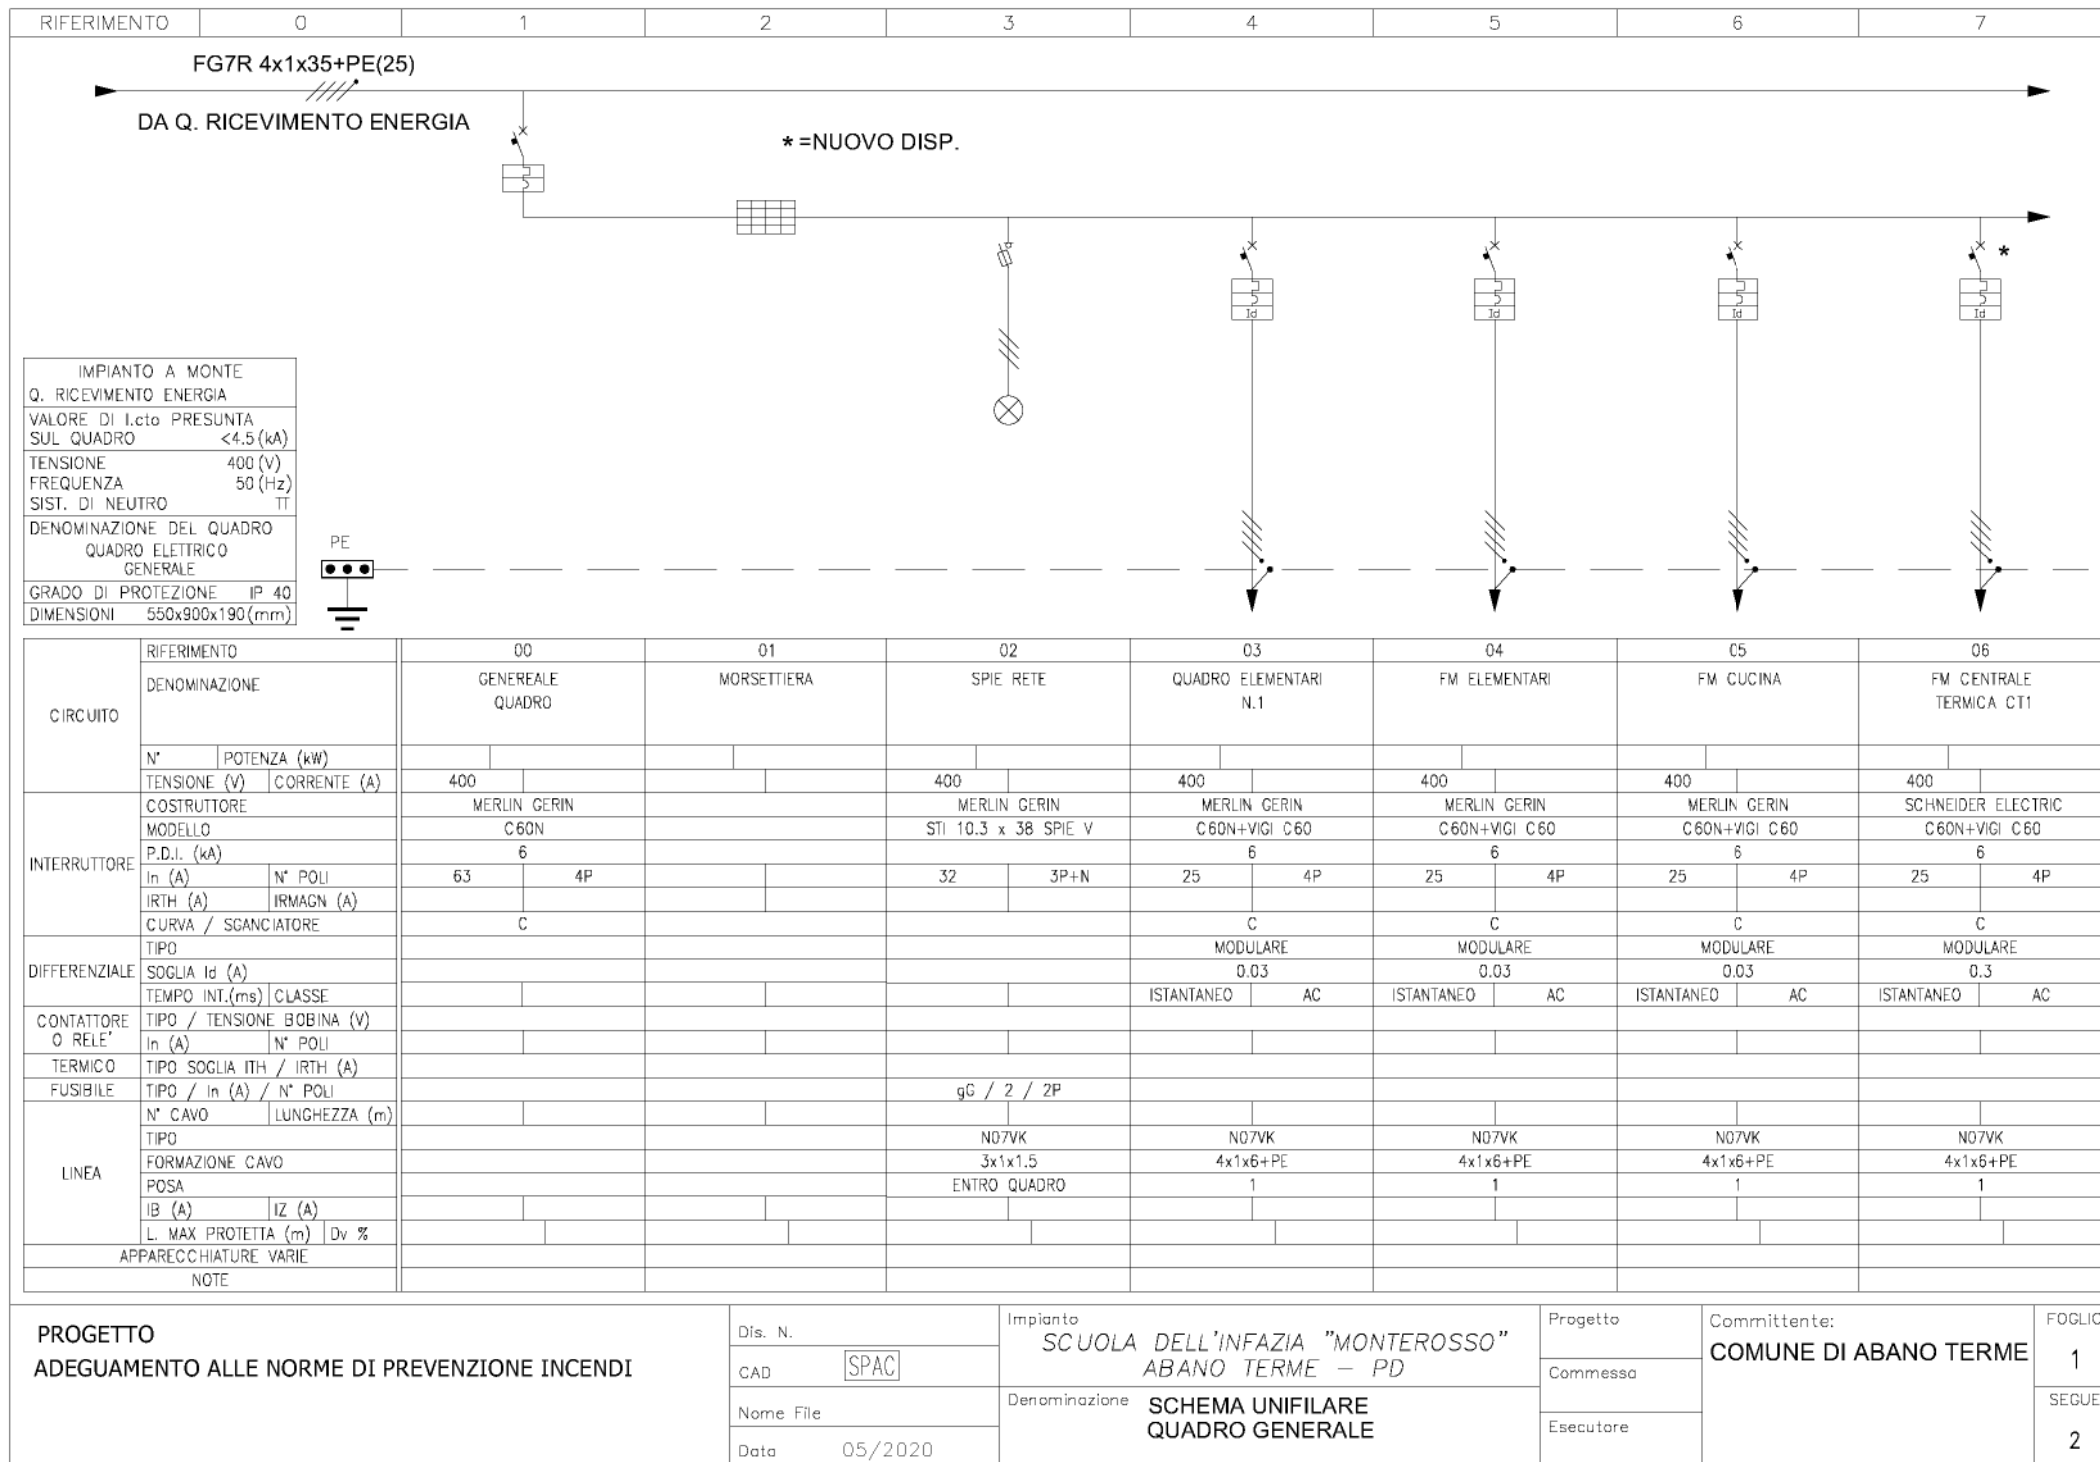 RIFERIMENTO 0 1 2 3 4 5 6 7
FG7R 4x1x35+PE(25)
DA Q. RICEVIMENTO ENERGIA
* =NUOVO DISP.
*
Id Id Id Id
IMPIANTO A MONTE
Q. RICEVIMENTO ENERGIA
VALORE DI I.cto PRESUNTA
SUL QUADRO <4.5(kA)
TENSIONE 400(V)
FREQUENZA 50(Hz)
SIST. DI NEUTRO TT
DENOMINAZIONE DEL QUADRO
QUADRO ELETTRICO
GENERALE
GRADO DI PROTEZIONE IP 40
DIMENSIONI 550x900x190(mm)
PE
CIRCUITO
RIFERIMENTO 00 01 02 03 04 05 06
DENOMINAZIONE GENEREALE MORSETTIERA SPIE RETE QUADRO ELEMENTARI FM ELEMENTARI FM CUCINA FM CENTRALE
QUADRO N.1 TERMICA CT1
N° POTENZA (kW)
TENSIONE (V) CORRENTE (A) 400 400 400 400 400 400
INTERRUTTORE
COSTRUTTORE MERLIN GERIN MERLIN GERIN MERLIN GERIN MERLIN GERIN MERLIN GERIN SCHNEIDER ELECTRIC
MODELLO C60N STI 10.3 x 38 SPIE V C60N+VIGI C60 C60N+VIGI C60 C60N+VIGI C60 C60N+VIGI C60
P.D.I. (kA) 6 6 6 6 6
In (A) N° POLI 63 4P 32 3P+N 25 4P 25 4P 25 4P 25 4P
IRTH (A) IRMAGN (A)
CURVA / SGANCIATORE C C C C C
DIFFERENZIALE
TIPO MODULARE MODULARE MODULARE MODULARE
SOGLIA Id (A) 0.03 0.03 0.03 0.3
TEMPO INT.(ms) CLASSE ISTANTANEO AC ISTANTANEO AC ISTANTANEO AC ISTANTANEO AC
CONTATTORE
O RELE'
TIPO / TENSIONE BOBINA (V)
In (A) N° POLI
TERMICO TIPO SOGLIA ITH / IRTH (A)
FUSIBILE TIPO / In (A) / N° POLI gG / 2 / 2P
LINEA
N° CAVO LUNGHEZZA (m)
TIPO N07VK N07VK N07VK N07VK N07VK
FORMAZIONE CAVO 3x1x1.5 4x1x6+PE 4x1x6+PE 4x1x6+PE 4x1x6+PE
POSA ENTRO QUADRO 1 1 1 1
IB (A) IZ (A)
L. MAX PROTETTA (m) Dv %
APPARECCHIATURE VARIE
NOTE
PROGETTO
ADEGUAMENTO ALLE NORME DI PREVENZIONE INCENDI
Dis. N.
CAD SPAC
Nome File
Data 05/2020
Impianto
SCUOLA DELL'INFAZIA "MONTEROSSO"
ABANO TERME – PD
Denominazione SCHEMA UNIFILARE
QUADRO GENERALE
Progetto
Commessa
Esecutore
Committente:
COMUNE DI ABANO TERME
FOGLIO
1
SEGUE
2